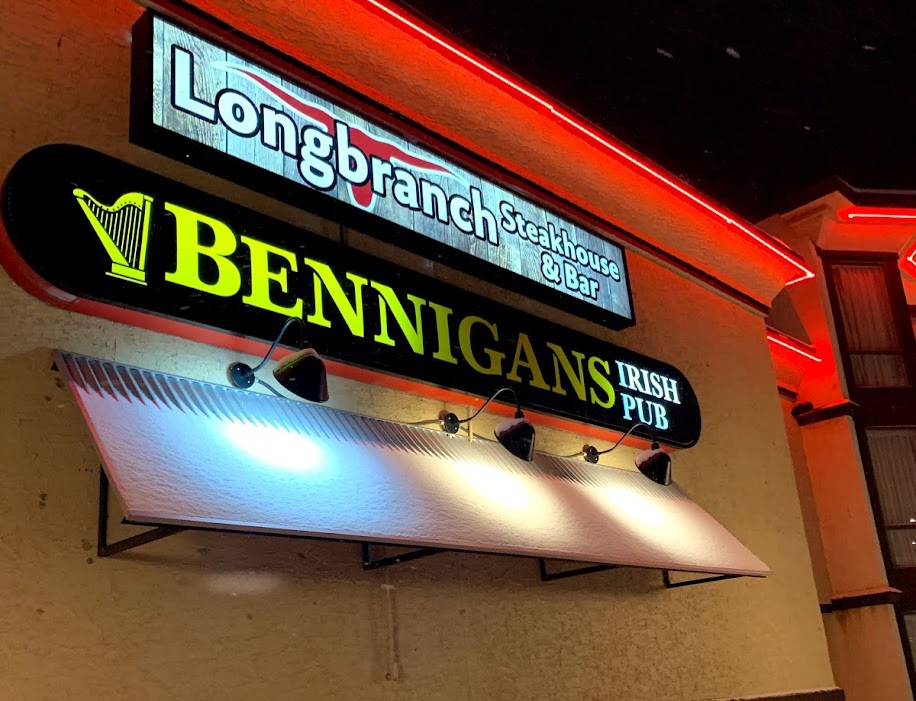 Longbranch
Steakhouse
& Bar
BENNIGANS
IRISH
PUB